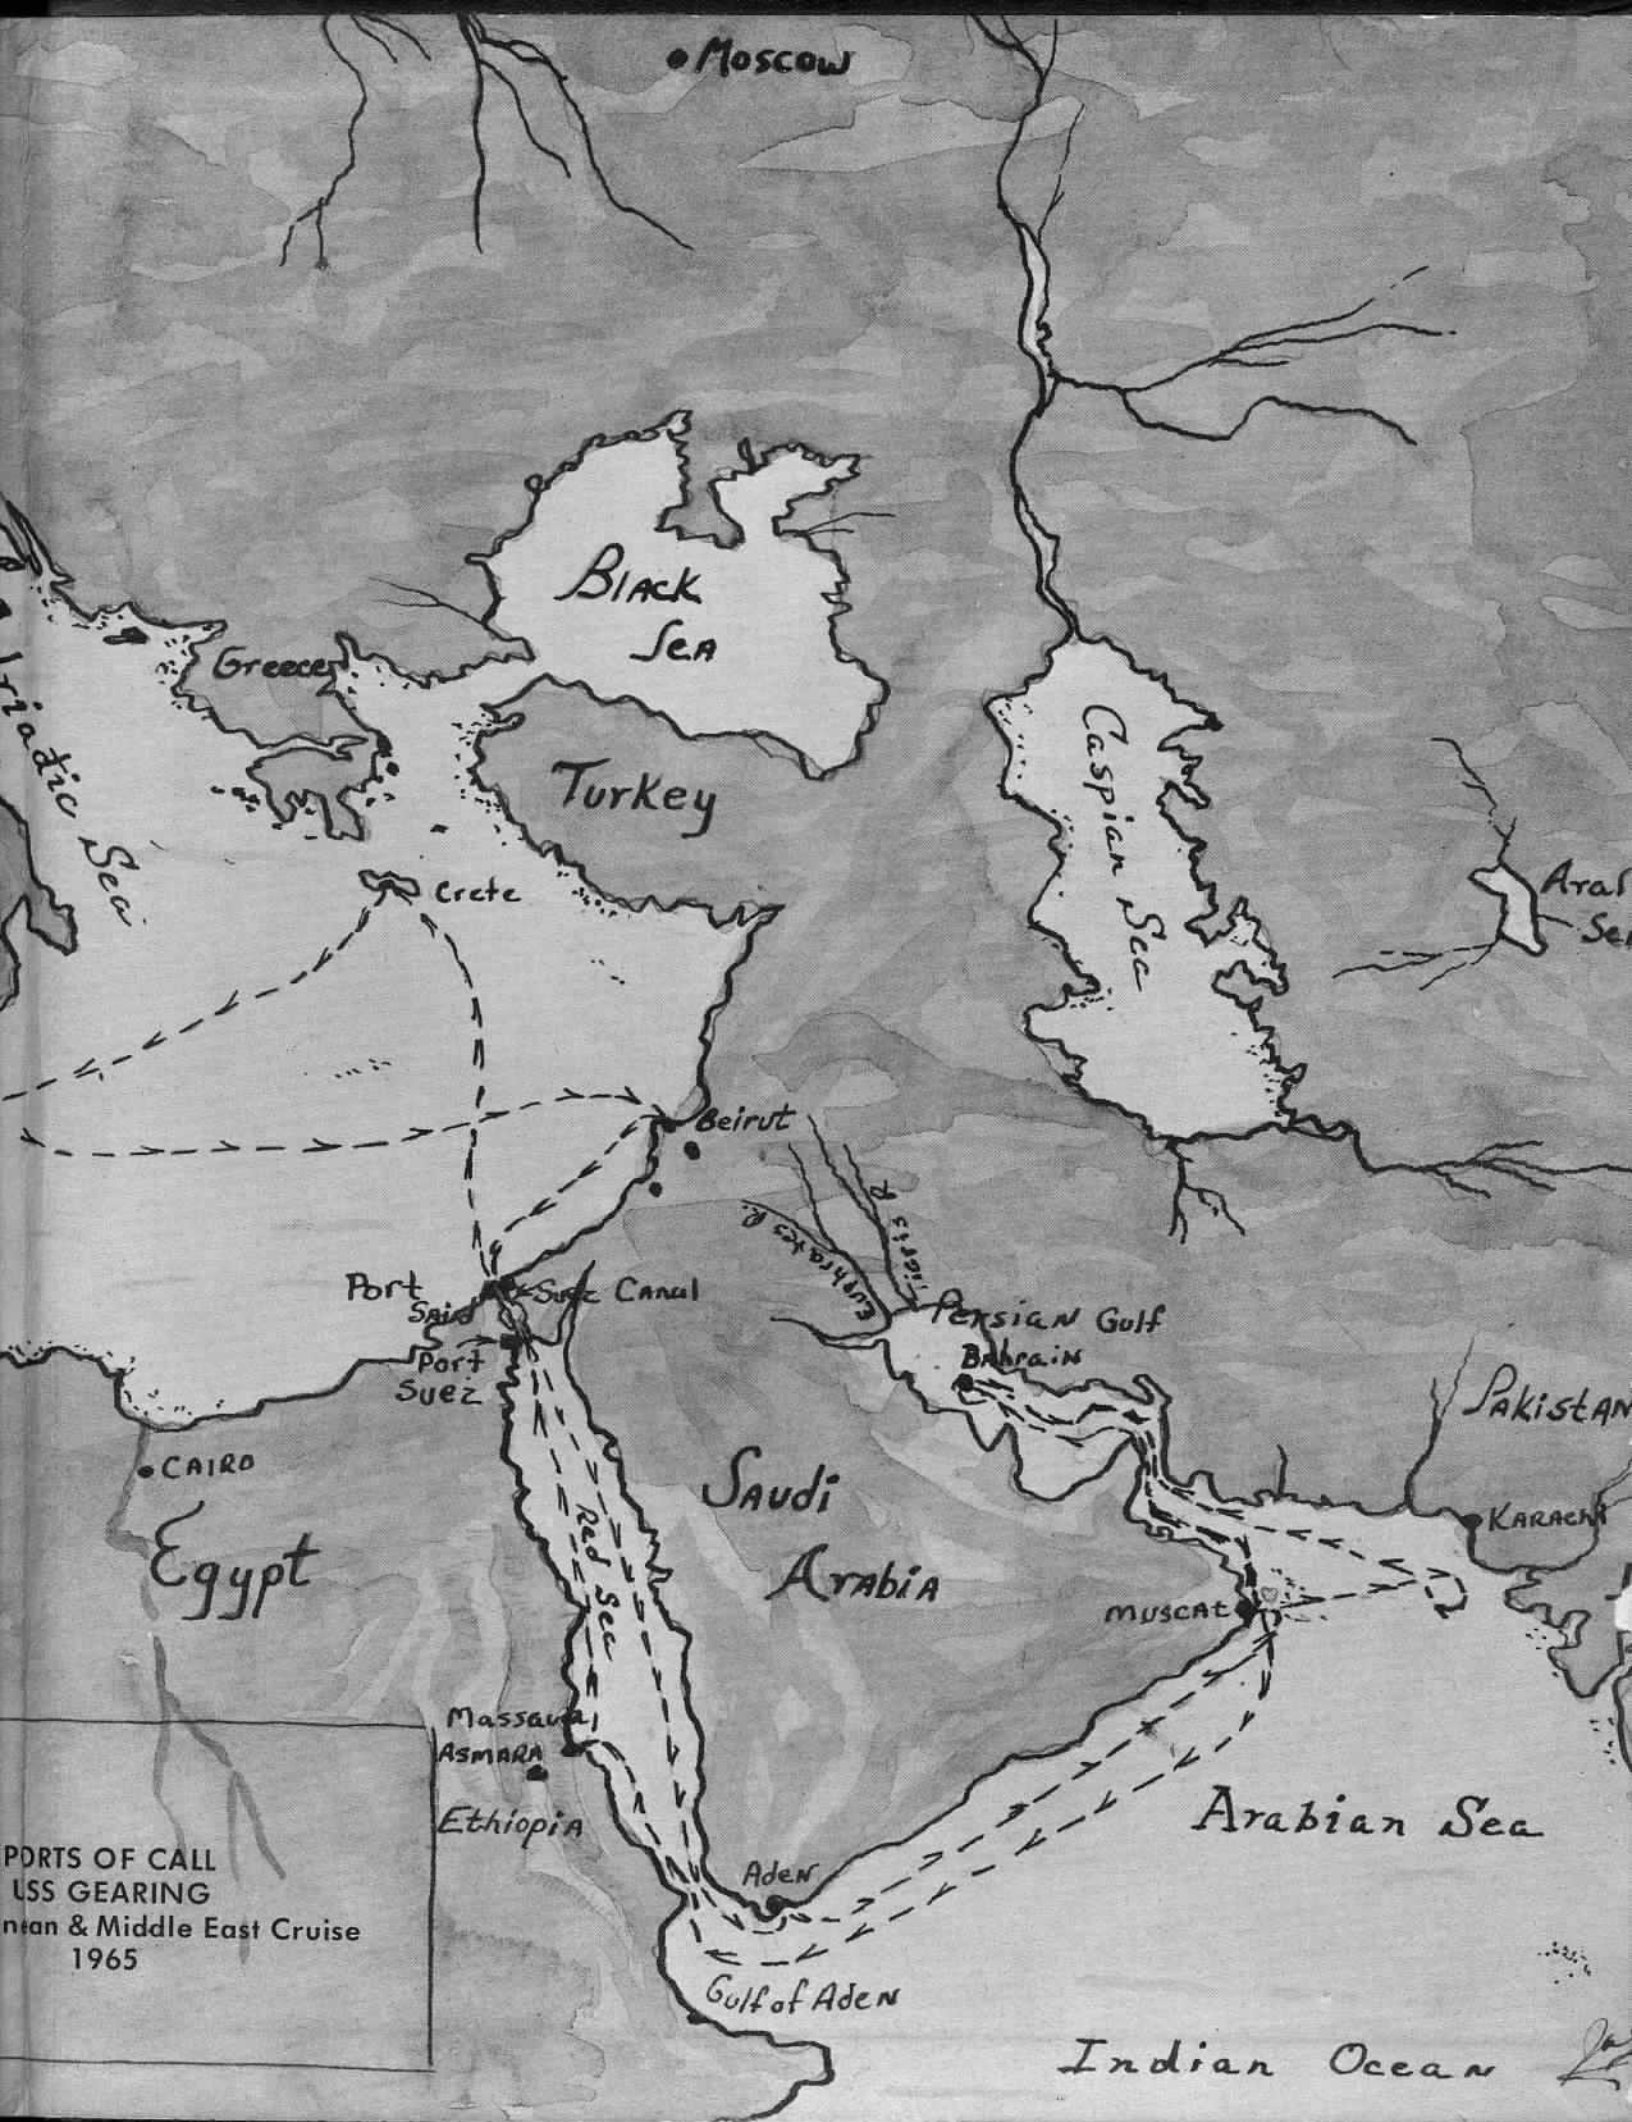 Moscow
Black
Sea
Greece
Turkey
Caspian Sea
Sea
Crete
Beirut
Euphrates R.
Tigris R
Port
Said
Suez Canal
Persian Gulf
Bahrain
Port
Suez
Pakistan
CAIRO
Saudi
Arabia
KARAchi
Egypt
Red Sea
MUSCAt
Massawa
ASMARA
Ethiopia
Arabian Sea
Aden
PORTS OF CALL
USS GEARING
& Middle East Cruise
1965
Gulf of Aden
Indian Ocean